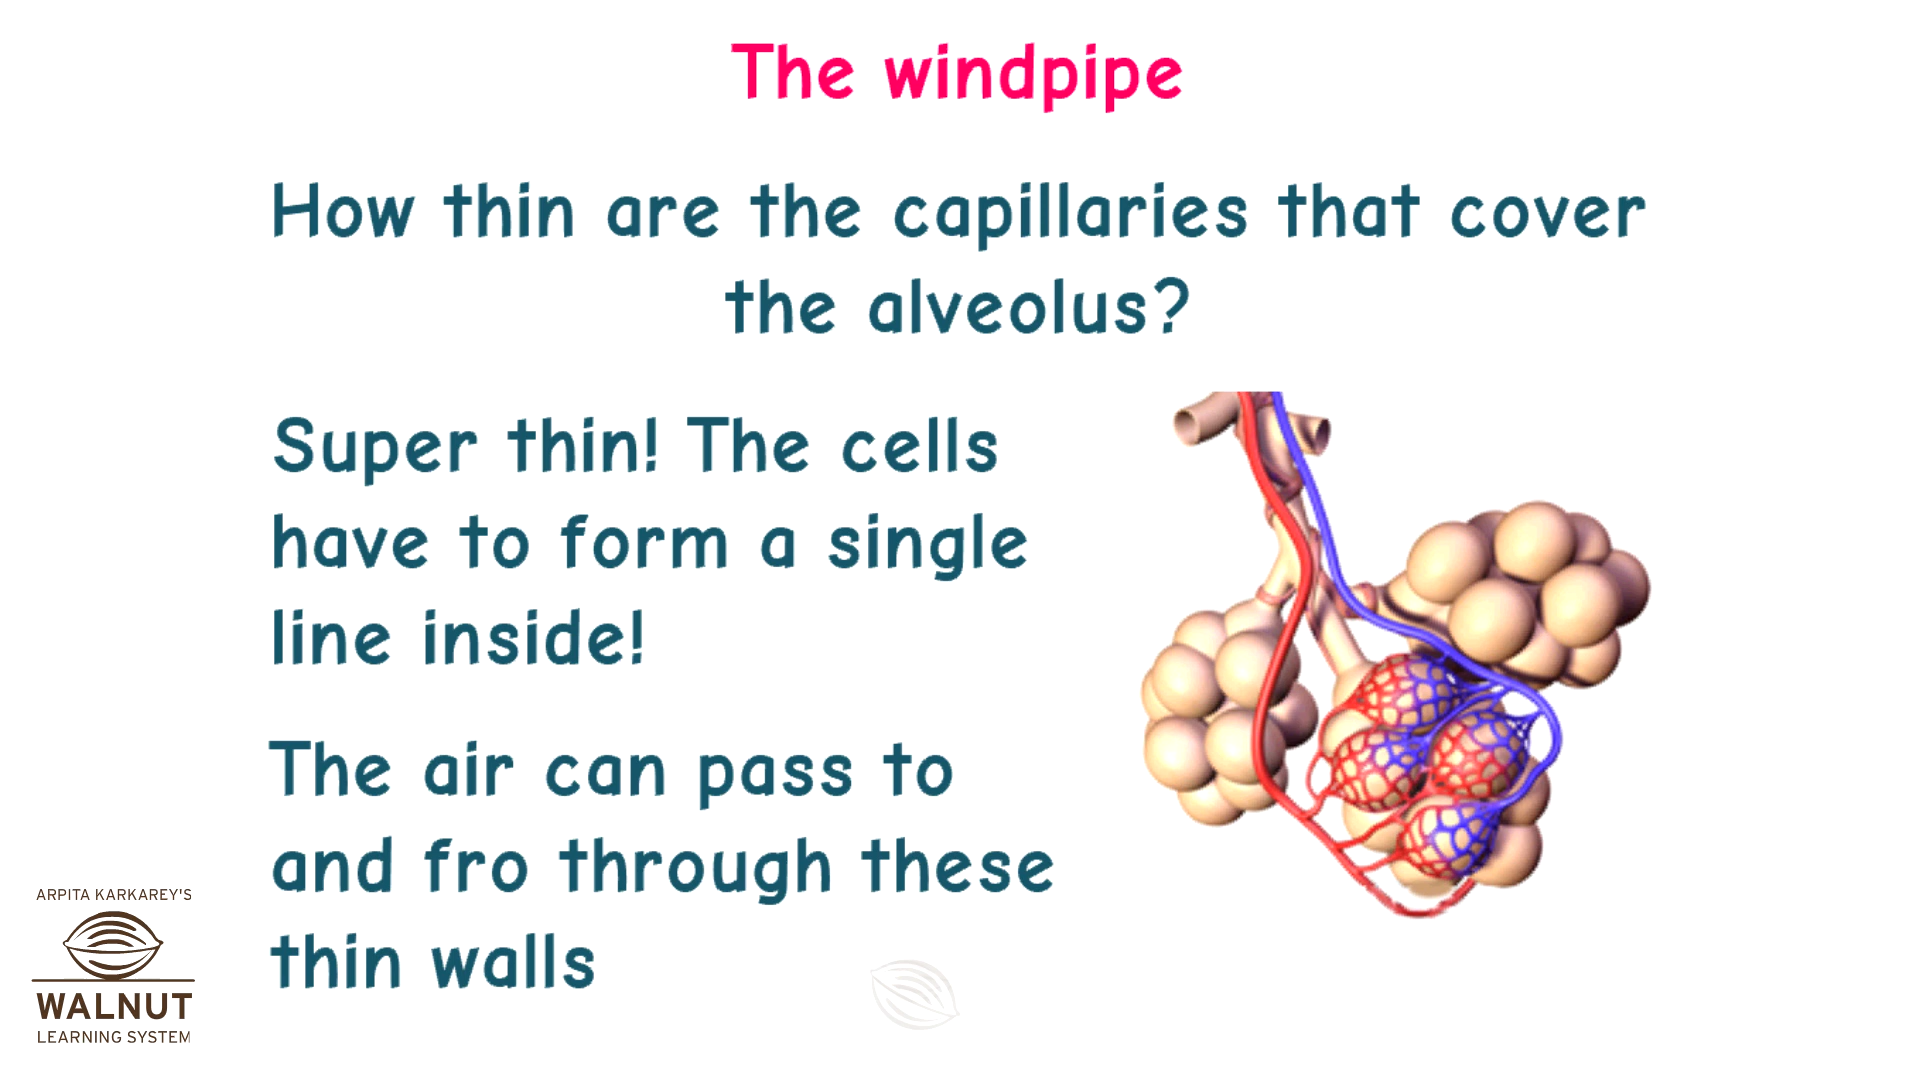 The windpipe
How thin are the capillaries that cover
the alveolus?
Super thin! The cells
have to form a single
line inside!
The air can pass to
and fro through these
thin walls
ARPITA KARKAREY'S
WALNUT
LEARNING SYSTEM